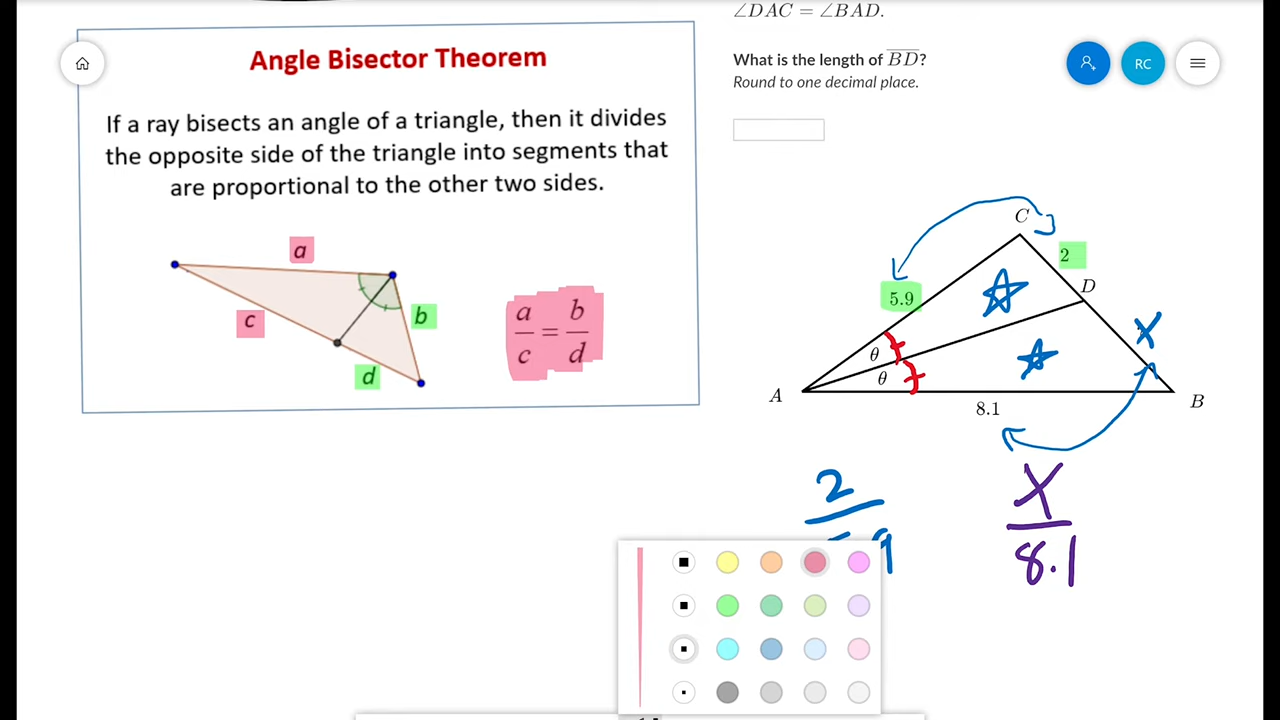 ∠DAC = ∠BAD.
Angle Bisector Theorem
What is the length of BD?
Round to one decimal place.
RC
If a ray bisects an angle of a triangle, then it divides
the opposite side of the triangle into segments that
are proportional to the other two sides.
a
b
c
d
a/c = b/d
C
2
D
5.9
X
θ
θ
A
B
8.1
2
9
X
8.1